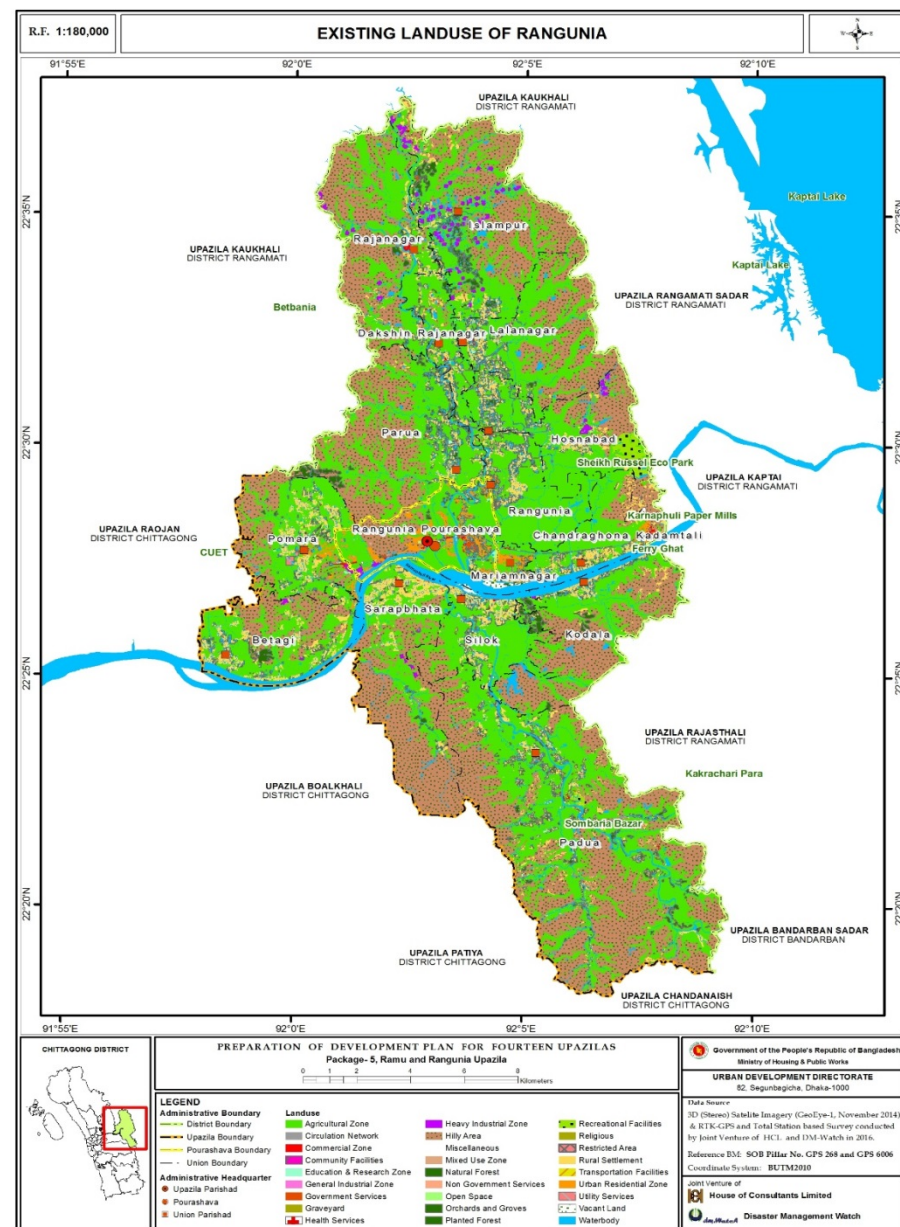 R.F. 1:180,000
EXISTING LANDUSE OF RANGUNIA
N
W
E
S
91°55'E
92°0'E
92°5'E
92°10'E
UPAZILA KAUKHALI
DISTRICT RANGAMATI
Kaptai Lake
22°35'N
22°35'N
Islampur
Rajanagar
UPAZILA KAUKHALI
DISTRICT RANGAMATI
Kaptai Lake
UPAZILA RANGAMATI SADAR
DISTRICT RANGAMATI
Betbania
Dakshin Rajanagar
Lalanagar
Parua
Hosnabad
22°30'N
22°30'N
Sheikh Russel Eco Park
UPAZILA KAPTAI
DISTRICT RANGAMATI
Rangunia
Karnaphuli Paper Mills
UPAZILA RAOJAN
DISTRICT CHITTAGONG
Rangunia Pourashava
Pomara
Chandraghona Kadamtali
CUET
Ferry Ghat
Mariamnagar
Sarapbhata
Betagi
Silok
Kodala
22°25'N
22°25'N
UPAZILA RAJASTHALI
DISTRICT RANGAMATI
Kakrachari Para
UPAZILA BOALKHALI
DISTRICT CHITTAGONG
Sombaria Bazar
Padua
22°20'N
22°20'N
UPAZILA BANDARBAN SADAR
DISTRICT BANDARBAN
UPAZILA PATIYA
DISTRICT CHITTAGONG
UPAZILA CHANDANAISH
DISTRICT CHITTAGONG
91°55'E
92°0'E
92°5'E
92°10'E
CHITTAGONG DISTRICT
PREPARATION OF DEVELOPMENT PLAN FOR FOURTEEN UPAZILAS
Package- 5, Ramu and Rangunia Upazila
0 1 2 4 6 8
Kilometers
LEGEND
Administrative Boundary
District Boundary
Upazila Boundary
Pourashava Boundary
Union Boundary
Administrative Headquarter
Upazila Parishad
Pourashava
Union Parishad
Landuse
Agricultural Zone
Circulation Network
Commercial Zone
Community Facilities
Education & Research Zone
General Industrial Zone
Government Services
Graveyard
Health Services
Heavy Industrial Zone
Hilly Area
Miscellaneous
Mixed Use Zone
Natural Forest
Non Government Services
Open Space
Orchards and Groves
Planted Forest
Recreational Facilities
Religious
Restricted Area
Rural Settlement
Transportation Facilities
Urban Residential Zone
Utility Services
Vacant Land
Waterbody
Government of the People's Republic of Bangladesh
Ministry of Housing & Public Works
URBAN DEVELOPMENT DIRECTORATE
82, Segunbagicha, Dhaka-1000
Data Source
3D (Stereo) Satelite Imagery (GeoEye-1, November 2014)
& RTK-GPS and Total Station based Survey conducted
by Joint Venture of HCL and DM-Watch in 2016.
Reference BM: SOB Pillar No. GPS 268 and GPS 6006
Coordinate System: BUTM2010
Joint Venture of
House of Consultants Limited
Disaster Management Watch